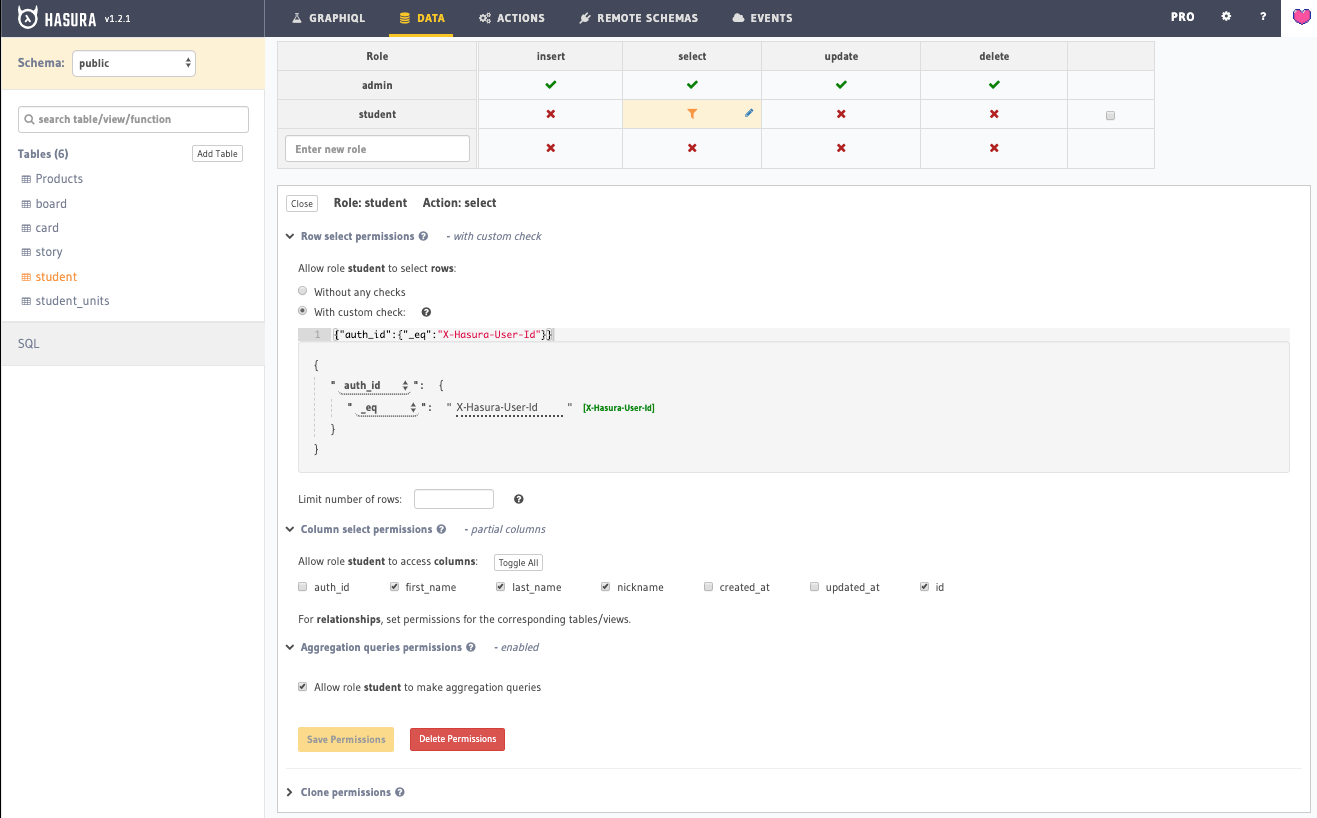 HASURA v1.2.1 GRAPHIQL DATA ACTIONS REMOTE SCHEMAS EVENTS PRO ?
Schema: public
search table/view/function
Tables (6) Add Table
Products
board
card
story
student
student_units
SQL
Role insert select update delete
admin
student
Enter new role
Close Role: student Action: select
Row select permissions ? - with custom check
Allow role student to select rows:
Without any checks
With custom check: ?
1 {"auth_id":{"_eq":"X-Hasura-User-Id"}}
{
" auth_id ": {
" _eq ": " X-Hasura-User-Id " [X-Hasura-User-Id]
}
}
Limit number of rows: ?
Column select permissions ? - partial columns
Allow role student to access columns: Toggle All
auth_id first_name last_name nickname created_at updated_at id
For relationships, set permissions for the corresponding tables/views.
Aggregation queries permissions ? - enabled
Allow role student to make aggregation queries
Save Permissions Delete Permissions
Clone permissions ?